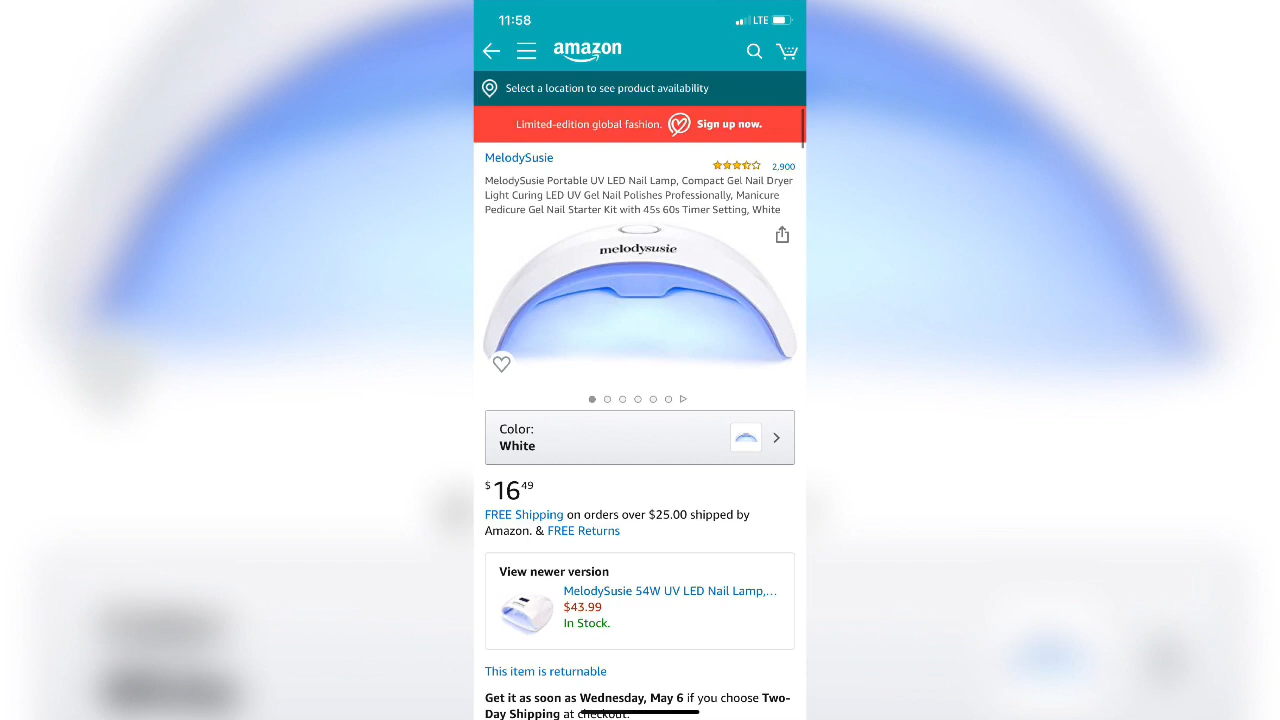 11:58
LTE
amazon
Select a location to see product availability
Limited-edition global fashion. Sign up now.
MelodySusie
2,900
MelodySusie Portable UV LED Nail Lamp, Compact Gel Nail Dryer
Light Curing LED UV Gel Nail Polishes Professionally, Manicure
Pedicure Gel Nail Starter Kit with 45s 60s Timer Setting, White
melodysusie
Color:
White
$16 49
FREE Shipping on orders over $25.00 shipped by
Amazon. & FREE Returns
View newer version
MelodySusie 54W UV LED Nail Lamp,...
$43.99
In Stock.
This item is returnable
Get it as soon as Wednesday, May 6 if you choose Two-
Day Shipping at checkout.